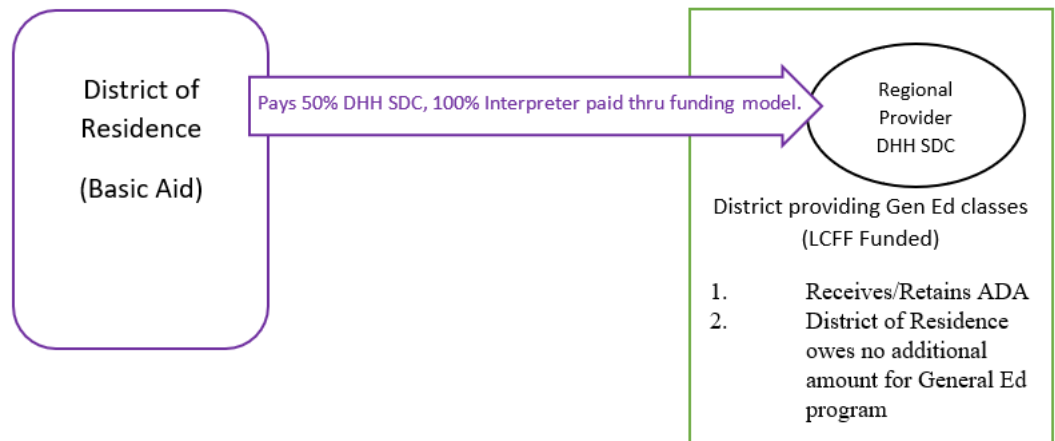 District of
Residence
(Basic Aid)
Pays 50% DHH SDC, 100% Interpreter paid thru funding model.
Regional
Provider
DHH SDC
District providing Gen Ed classes
(LCFF Funded)
1. Receives/Retains ADA
2. District of Residence
owes no additional
amount for General Ed
program